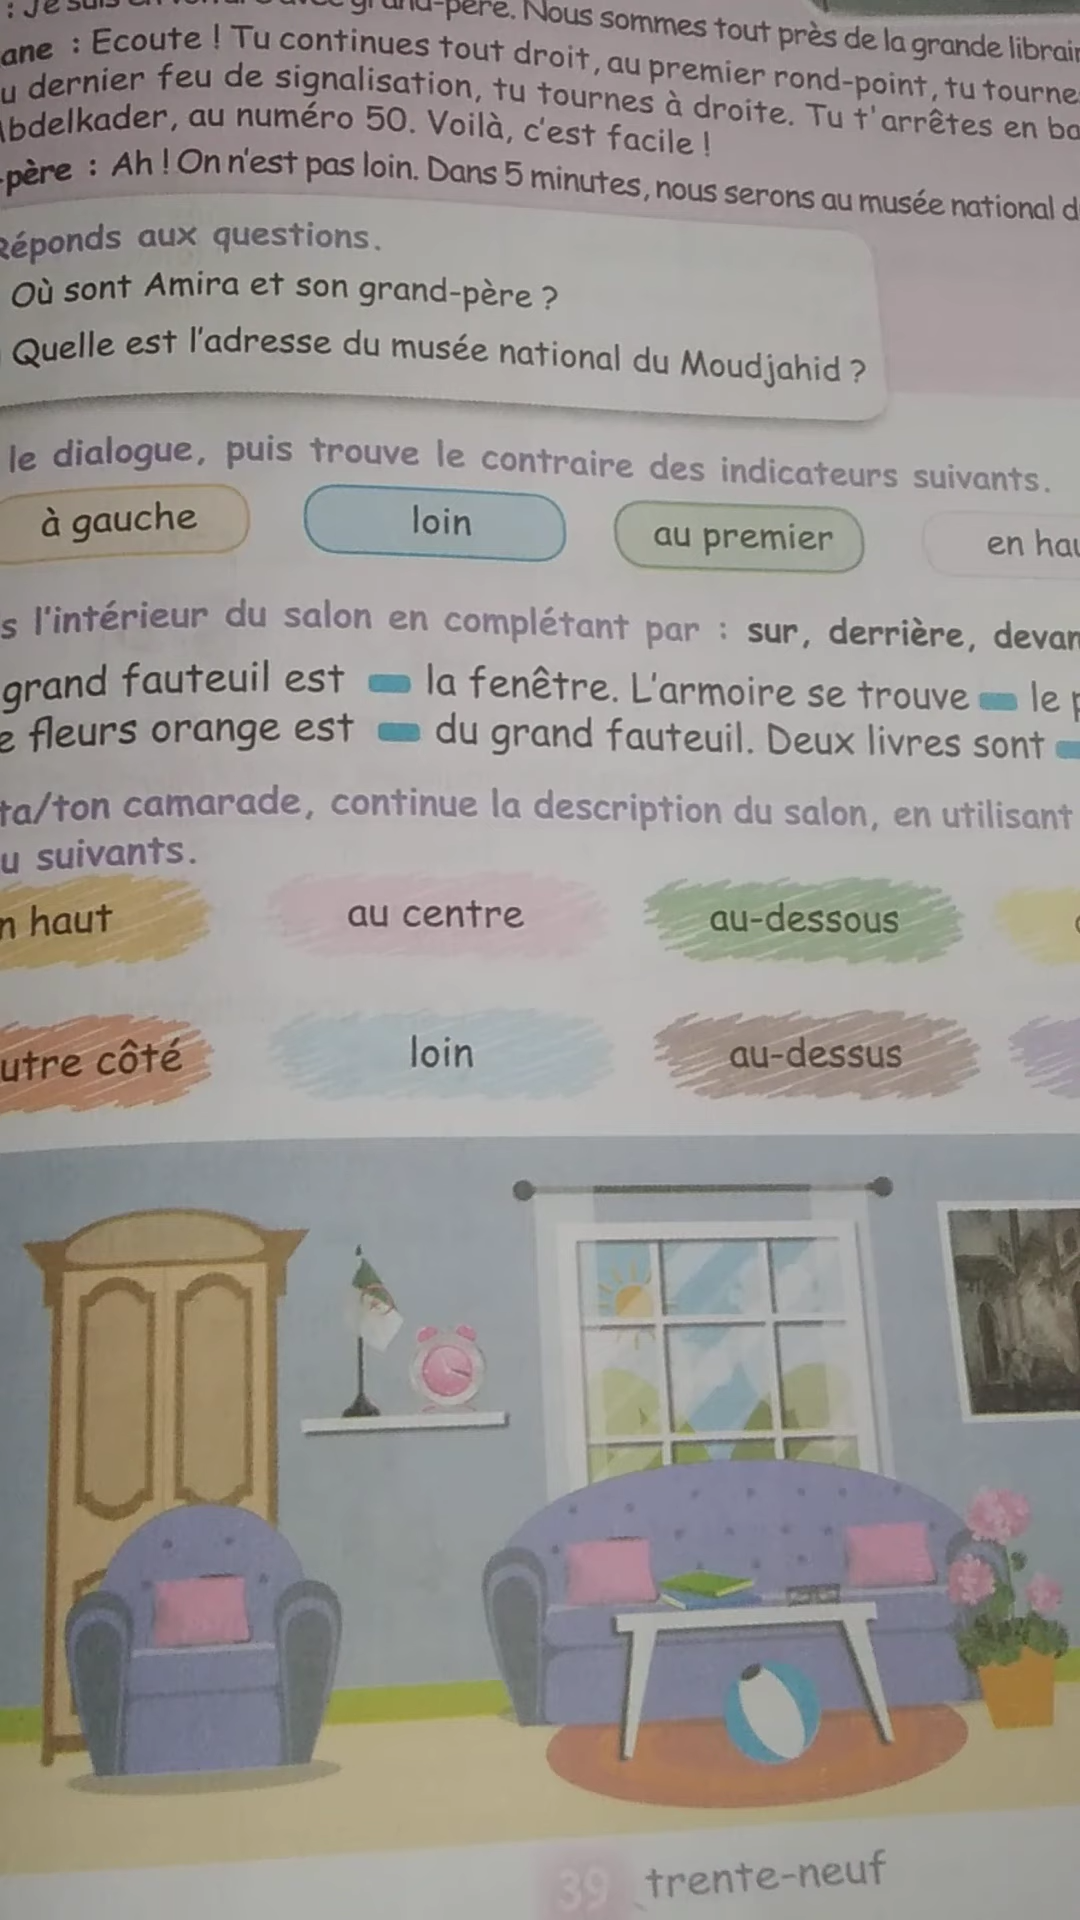 : Je suis en grand-père. Nous sommes tout près de la grande librair
ane : Ecoute ! Tu continues tout droit, au premier rond-point, tu tourne
u dernier feu de signalisation, tu tournes à droite. Tu t'arrêtes en ba
Abdelkader, au numéro 50. Voilà, c'est facile !
-père : Ah ! On n'est pas loin. Dans 5 minutes, nous serons au musée national d
Réponds aux questions.
Où sont Amira et son grand-père ?
Quelle est l'adresse du musée national du Moudjahid ?
le dialogue, puis trouve le contraire des indicateurs suivants.
à gauche loin au premier en hau
s l'intérieur du salon en complétant par : sur, derrière, devan
grand fauteuil est la fenêtre. L'armoire se trouve le p
e fleurs orange est du grand fauteuil. Deux livres sont
ta/ton camarade, continue la description du salon, en utilisant
u suivants.
n haut au centre au-dessous
utre côté loin au-dessus
39 trente-neuf